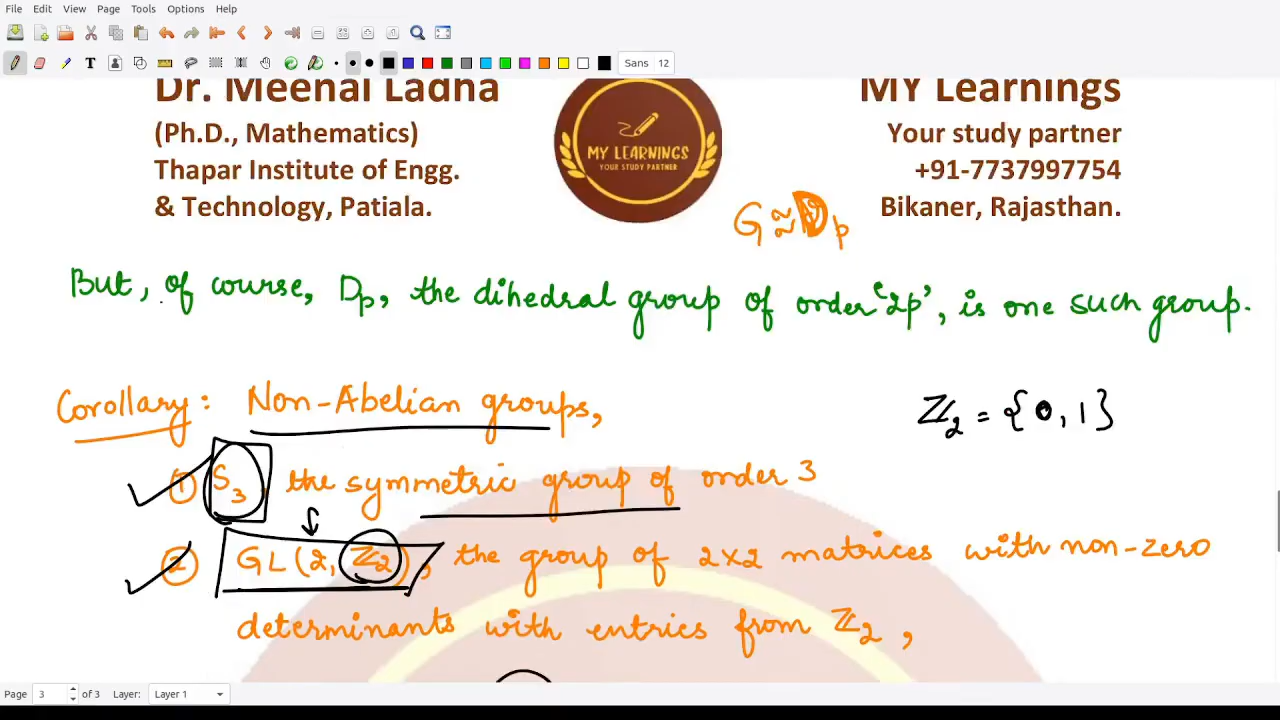 File Edit View Page Tools Options Help
Sans 12
Dr. Meenal Ladha
(Ph.D., Mathematics)
Thapar Institute of Engg.
& Technology, Patiala.
MY LEARNINGS
YOUR STUDY PARTNER
MY Learnings
Your study partner
+91-7737997754
Bikaner, Rajasthan.
G ≈ Dp
But, of course, Dp, the dihedral group of order '2p', is one such group.
Corollary: Non-Abelian groups,
ℤ2 = {0, 1}
① S3, the symmetric group of order 3
② GL(2, ℤ2), the group of 2x2 matrices with non-zero
determinants with entries from ℤ2,
Page 3 of 3 Layer: Layer 1